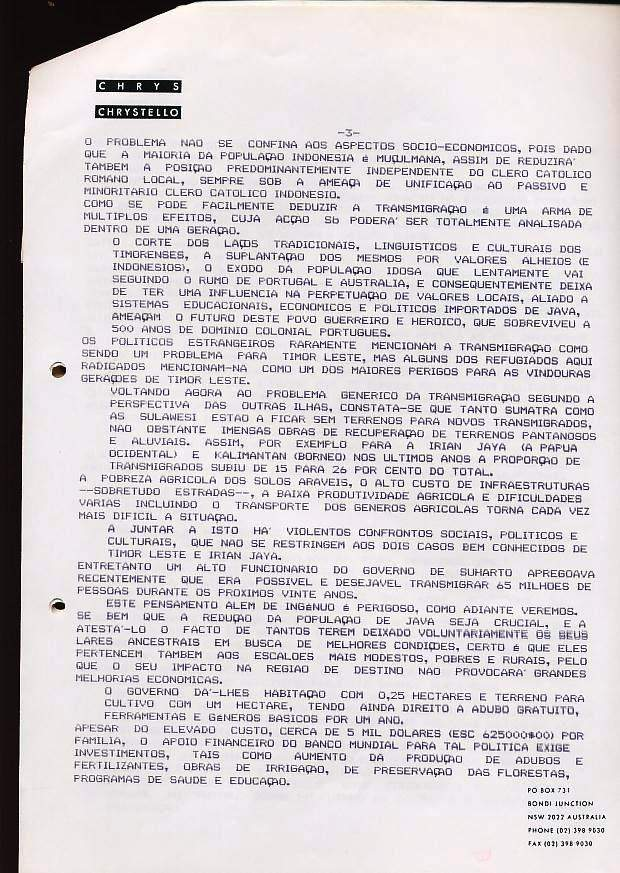 CHRYS
CHRYSTELLO
-3-
O PROBLEMA NAO SE CONFINA AOS ASPECTOS SOCIO-ECONOMICOS, POIS DADO
QUE A MAIORIA DA POPULAÇAO INDONESIA é MUÇULMANA, ASSIM DE REDUZIRA'
TAMBEM A POSIÇAO PREDOMINANTEMENTE INDEPENDENTE DO CLERO CATOLICO
ROMANO LOCAL, SEMPRE SOB A AMEAÇA DE UNIFICAÇAO AO PASSIVO E
MINORITARIO CLERO CATOLICO INDONESIO.
COMO SE PODE FACILMENTE DEDUZIR A TRANSMIGRAÇAO é UMA ARMA DE
MULTIPLOS EFEITOS, CUJA ACÇAO Só PODERA' SER TOTALMENTE ANALISADA
DENTRO DE UMA GERAÇAO.
O CORTE DOS LAÇOS TRADICIONAIS, LINGUISTICOS E CULTURAIS DOS
TIMORENSES, A SUPLANTAÇAO DOS MESMOS POR VALORES ALHEIOS (E
INDONESIOS), O EXODO DA POPULAÇAO IDOSA QUE LENTAMENTE VAI
SEGUINDO O RUMO DE PORTUGAL E AUSTRALIA, E CONSEQUENTEMENTE DEIXA
DE TER UMA INFLUENCIA NA PERPETUAÇAO DE VALORES LOCAIS, ALIADO A
SISTEMAS EDUCACIONAIS, ECONOMICOS E POLITICOS IMPORTADOS DE JAVA,
AMEAÇAM O FUTURO DESTE POVO GUERREIRO E HEROICO, QUE SOBREVIVEU A
500 ANOS DE DOMINIO COLONIAL PORTUGUES.
OS POLITICOS ESTRANGEIROS RARAMENTE MENCIONAM A TRANSMIGRAÇAO COMO
SENDO UM PROBLEMA PARA TIMOR LESTE, MAS ALGUNS DOS REFUGIADOS AQUI
RADICADOS MENCIONAM-NA COMO UM DOS MAIORES PERIGOS PARA AS VINDOURAS
GERAÇOES DE TIMOR LESTE.
VOLTANDO AGORA AO PROBLEMA GENERICO DA TRANSMIGRAÇAO SEGUNDO A
PERSFECTIVA DAS OUTRAS ILHAS, CONSTATA-SE QUE TANTO SUMATRA COMO
AS SULAWESI ESTAO A FICAR SEM TERRENOS PARA NOVOS TRANSMIGRADOS,
NAO OBSTANTE IMENSAS OBRAS DE RECUPERAÇAO DE TERRENOS PANTANOSOS
E ALUVIAIS. ASSIM, POR EXEMPLO PARA A IRIAN JAYA (A PAPUA
OCIDENTAL) E KALIMANTAN (BORNEO) NOS ULTIMOS ANOS A PROPORÇAO DE
TRANSMIGRADOS SUBIU DE 15 PARA 26 POR CENTO DO TOTAL.
A POBREZA AGRICOLA DOS SOLOS ARAVEIS, O ALTO CUSTO DE INFRAESTRUTURAS
--SOBRETUDO ESTRADAS--, A BAIXA PRODUTIVIDADE AGRICOLA E DIFICULDADES
VARIAS INCLUINDO O TRANSPORTE DOS GENEROS AGRICOLAS TORNA CADA VEZ
MAIS DIFICIL A SITUAÇAO.
A JUNTAR A ISTO HA' VIOLENTOS CONFRONTOS SOCIAIS, POLITICOS E
CULTURAIS, QUE NAO SE RESTRINGEM AOS DOIS CASOS BEM CONHECIDOS DE
TIMOR LESTE E IRIAN JAYA.
ENTRETANTO UM ALTO FUNCIONARIO DO GOVERNO DE SUHARTO APREGOAVA
RECENTEMENTE QUE ERA POSSIVEL E DESEJAVEL TRANSMIGRAR 65 MILHOES DE
PESSOAS DURANTE OS PROXIMOS VINTE ANOS.
ESTE PENSAMENTO ALEM DE INGéNUO é PERIGOSO, COMO ADIANTE VEREMOS.
SE BEM QUE A REDUÇAO DA POPULAÇAO DE JAVA SEJA CRUCIAL, E A
ATESTA'-LO O FACTO DE TANTOS TEREM DEIXADO VOLUNTARIAMENTE OS SEUS
LARES ANCESTRAIS EM BUSCA DE MELHORES CONDIÇOES, CERTO é QUE ELES
PERTENCEM TAMBEM AOS ESCALOES MAIS MODESTOS, POBRES E RURAIS, PELO
QUE O SEU IMPACTO NA REGIAO DE DESTINO NAO PROVOCARA' GRANDES
MELHORIAS ECONOMICAS.
O GOVERNO DA'-LHES HABITAÇAO COM 0,25 HECTARES E TERRENO PARA
CULTIVO COM UM HECTARE, TENDO AINDA DIREITO A ADUBO GRATUITO,
FERRAMENTAS E GéNEROS BASICOS POR UM ANO.
APESAR DO ELEVADO CUSTO, CERCA DE 5 MIL DOLARES (ESC 625000$00) POR
FAMILIA, O APOIO FINANCEIRO DO BANCO MUNDIAL PARA TAL POLITICA EXIGE
INVESTIMENTOS, TAIS COMO AUMENTO DA PRODUÇAO DE ADUBOS E
FERTILIZANTES, OBRAS DE IRRIGAÇAO, DE PRESERVAÇAO DAS FLORESTAS,
PROGRAMAS DE SAUDE E EDUCAÇAO.
PO BOX 731
BONDI JUNCTION
NSW 2022 AUSTRALIA
PHONE (02) 398 9030
FAX (02) 398 9030